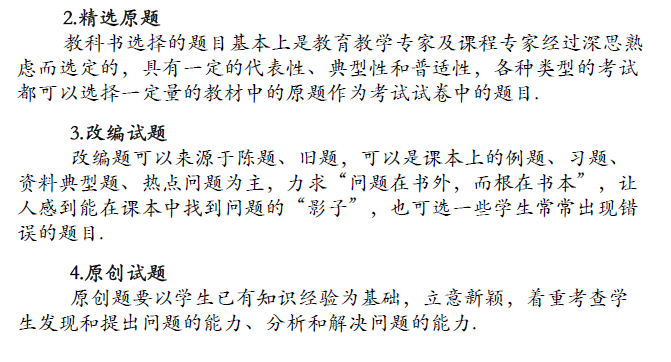 2.精选原题
教科书选择的题目基本上是教育教学专家及课程专家经过深思熟
虑而选定的，具有一定的代表性、典型性和普适性，各种类型的考试
都可以选择一定量的教材中的原题作为考试试卷中的题目.
3.改编试题
改编题可以来源于陈题、旧题，可以是课本上的例题、习题、
资料典型题、热点问题为主，力求“问题在书外，而根在书本”，让
人感到能在课本中找到问题的“影子”，也可选一些学生常常出现错
误的题目.
4.原创试题
原创题要以学生已有知识经验为基础，立意新颖，着重考查学
生发现和提出问题的能力、分析和解决问题的能力.